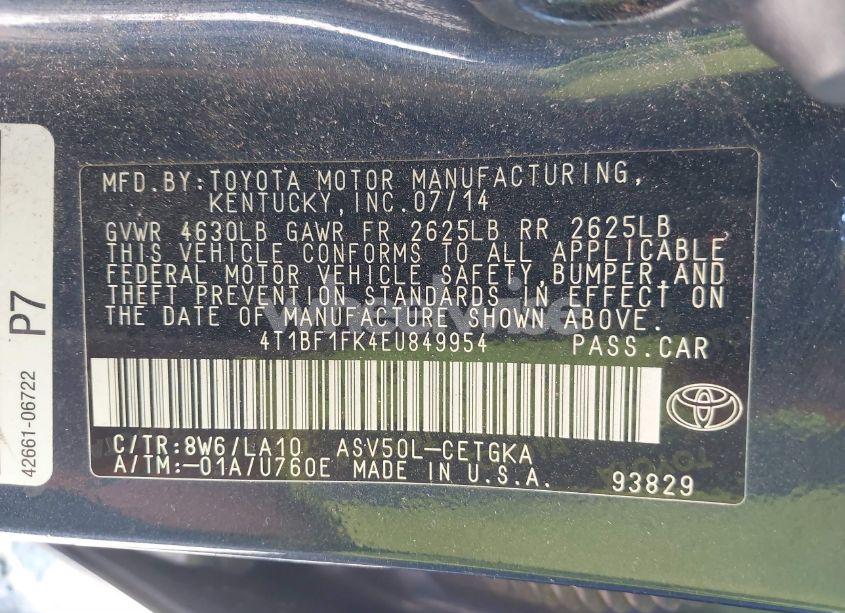 MFD.BY:TOYOTA MOTOR MANUFACTURING,
KENTUCKY,INC.07/14
GVWR 4630LB GAWR FR 2625LB RR 2625LB
THIS VEHICLE CONFORMS TO ALL APPLICABLE
FEDERAL MOTOR VEHICLE SAFETY,BUMPER,AND
THEFT PREVENTION STANDARDS IN EFFECT ON
THE DATE OF MANUFACTURE SHOWN ABOVE.
4T1BF1FK4EU849954 PASS.CAR
C/TR:8W6/LA10 ASV50L-CETGKA
A/TM:-01A/U760E MADE IN U.S.A. 93829
P7
42661-06722